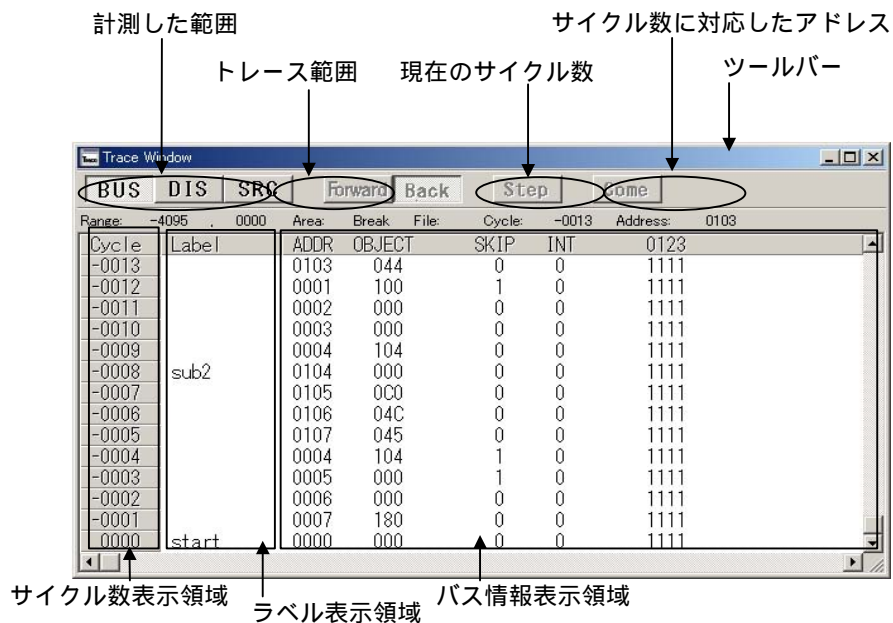 計測した範囲
サイクル数に対応したアドレス
トレース範囲
現在のサイクル数
ツールバー
Trace Window
BUS DIS SRC Forward Back Step Come
Range: -4095 , 0000 Area: Break File: Cycle: -0013 Address: 0103
Cycle Label ADDR OBJECT SKIP INT 0123
-0013 0103 044 0 0 1111
-0012 0001 100 1 0 1111
-0011 0002 000 0 0 1111
-0010 0003 000 0 0 1111
-0009 0004 104 0 0 1111
-0008 sub2 0104 000 0 0 1111
-0007 0105 0C0 0 0 1111
-0006 0106 04C 0 0 1111
-0005 0107 045 0 0 1111
-0004 0004 104 1 0 1111
-0003 0005 000 1 0 1111
-0002 0006 000 0 0 1111
-0001 0007 180 0 0 1111
0000 start 0000 000 0 0 1111
サイクル数表示領域
ラベル表示領域
バス情報表示領域